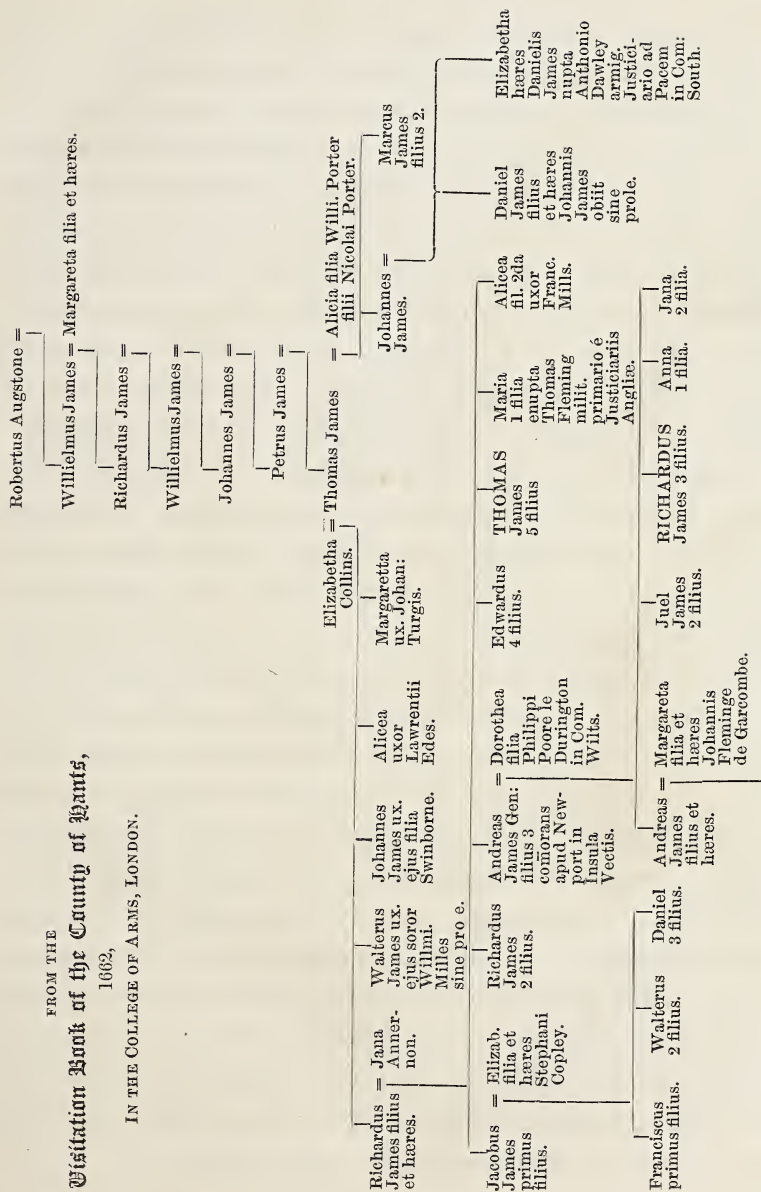 FROM THE
Visitation Book of the County of Hants,
1662,
IN THE COLLEGE OF ARMS, LONDON.
Robertus Augstone =
Willielmus James = Margareta filia et hæres.
Richardus James =
Willielmus James =
Johannes James =
Petrus James =
Elizabetha
Collins.
= Thomas James
= Alicia filia Willi. Porter
filii Nicolai Porter.
Richardus
James filius
et hæres.
= Jana
Anner-
non.
Walterus
James ux.
ejus soror
Willmi.
Milles
sine pro e.
Johannes
James ux.
ejus filia
Swinborne.
Alicea
uxor
Lawrentii
Edes.
Margaretta
ux. Johan:
Turgis.
Johannes =
James.
Marcus
James
filius 2.
Jacobus
James
primus
filius.
= Elizab.
filia et
hæres
Stephani
Copley.
Richardus
James
2 filius.
Andreas
James Gen:
filius 3
com̄orans
apud New-
port in
Insula
Vectis.
= Dorothea
filia
Philippi
Poore le
Durington
in Com.
Wilts.
Edwardus
4 filius.
THOMAS
James
5 filius
Maria
1 filia
enupta
Thomas
Fleming
milit.
primario é
Justiciariis
Angliæ.
Alicea
fil. 2da
uxor
Franc.
Mills.
Daniel
James
filius
et hæres
Johannis
James
obiit
sine
prole.
Elizabetha
hæres
Danielis
James
nupta
Anthonio
Dawley
armig.
Justici-
ario ad
Pacem
in Com:
South.
Franciscus
primus filius.
Walterus
2 filius.
Daniel
3 filius.
Andreas
James
filius et
hæres.
= Margareta
filia et
hæres
Johannis
Fleminge
de Garcombe.
Juel
James
2 filius.
RICHARDUS
James 3 filius.
Anna
1 filia.
Jana
2 filia.